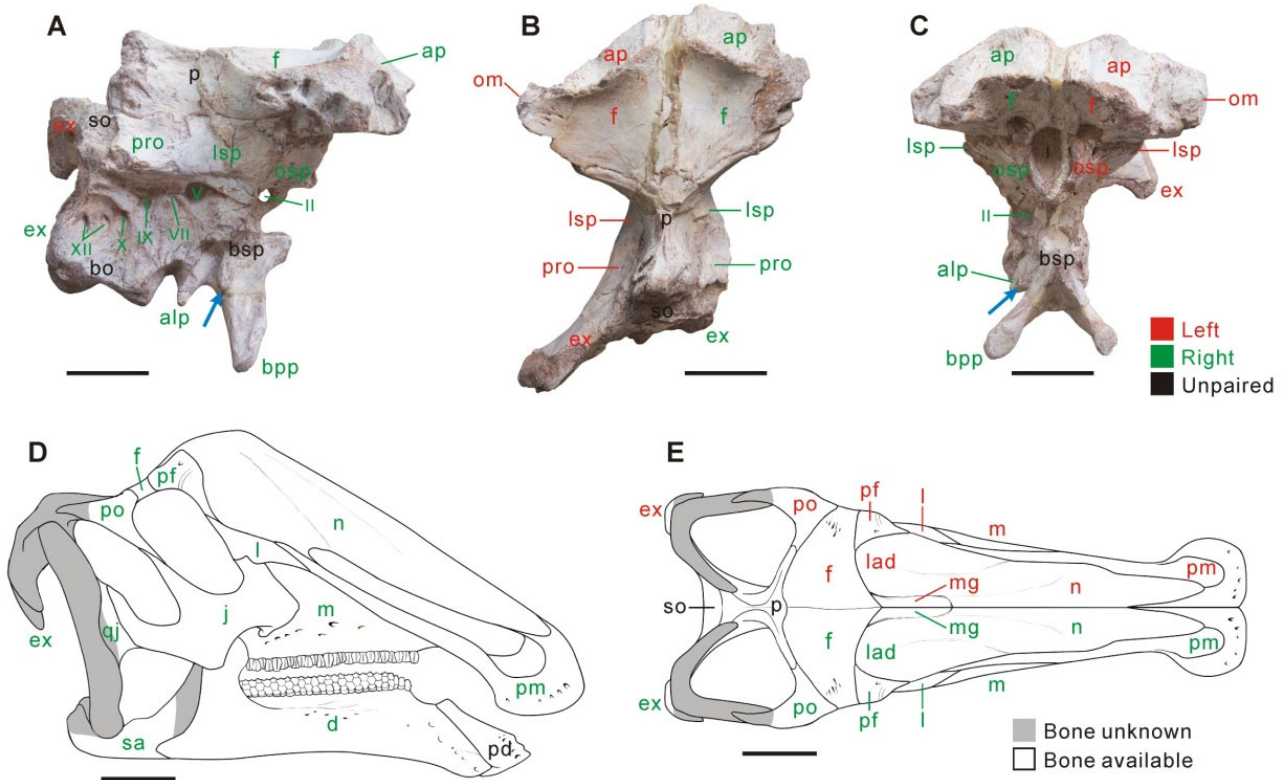 A
f
ap
p
ex
so
pro
lsp
osp
V
II
ex
XII
X
IX
VII
bsp
bo
alp
bpp
B
ap
ap
om
f
f
lsp
p
lsp
pro
pro
so
ex
ex
C
ap
ap
f
f
om
lsp
I
lsp
osp
osp
ex
II
bsp
alp
bpp
Left
Right
Unpaired
D
f
pf
po
n
l
j
m
ex
qj
pm
d
sa
pd
E
ex
po
pf
l
m
lad
f
mg
n
pm
so
p
f
mg
n
lad
pm
ex
po
pf
l
m
Bone unknown
Bone available